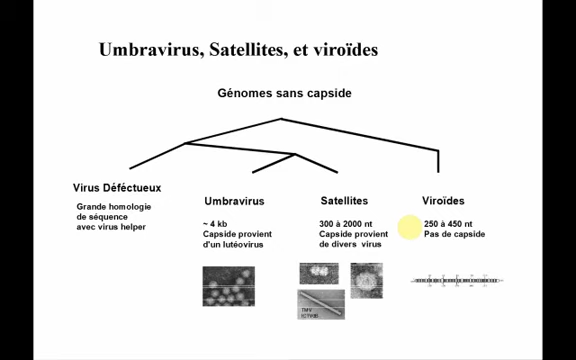 Umbravirus, Satellites, et viroïdes
Génomes sans capside
Virus Déféctueux
Grande homologie
de séquence
avec virus helper
Umbravirus
~ 4 kb
Capside provient
d'un lutéovirus
Satellites
300 à 2000 nt
Capside provient
de divers virus
TMV
Viroïdes
250 à 450 nt
Pas de capside